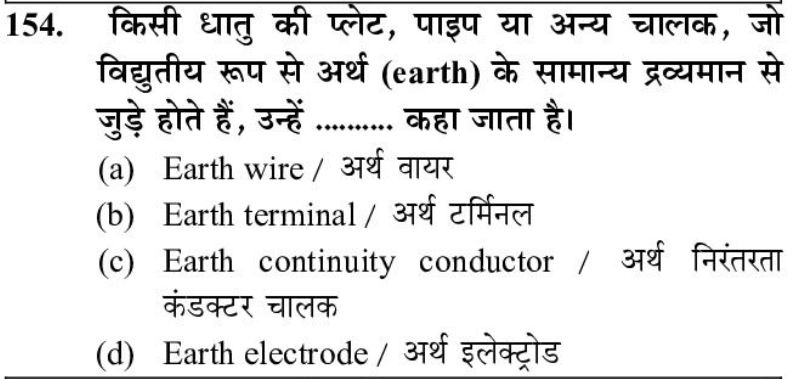 154. किसी धातु की प्लेट, पाइप या अन्य चालक, जो
विद्युतीय रूप से अर्थ (earth) के सामान्य द्रव्यमान से
जुड़े होते हैं, उन्हें .......... कहा जाता है।
(a) Earth wire / अर्थ वायर
(b) Earth terminal / अर्थ टर्मिनल
(c) Earth continuity conductor / अर्थ निरंतरता
कंडक्टर चालक
(d) Earth electrode / अर्थ इलेक्ट्रोड